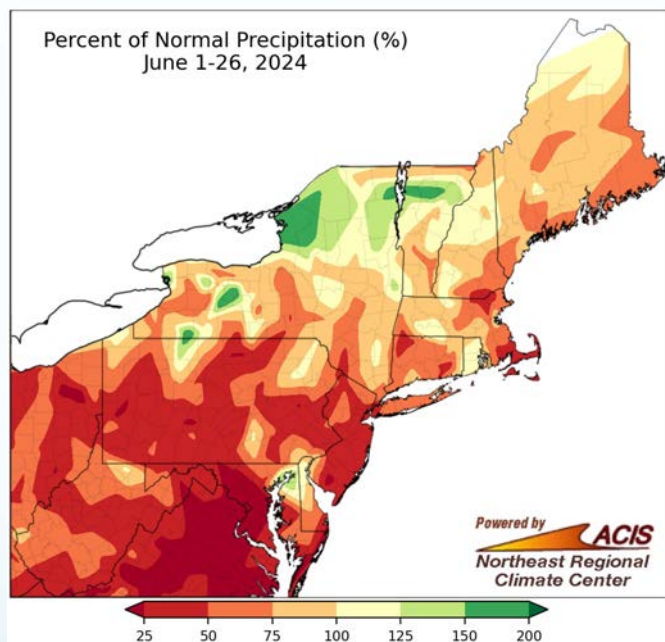 Percent of Normal Precipitation (%)
June 1-26, 2024
Powered by
ACIS
Northeast Regional
Climate Center
25 50 75 100 125 150 200